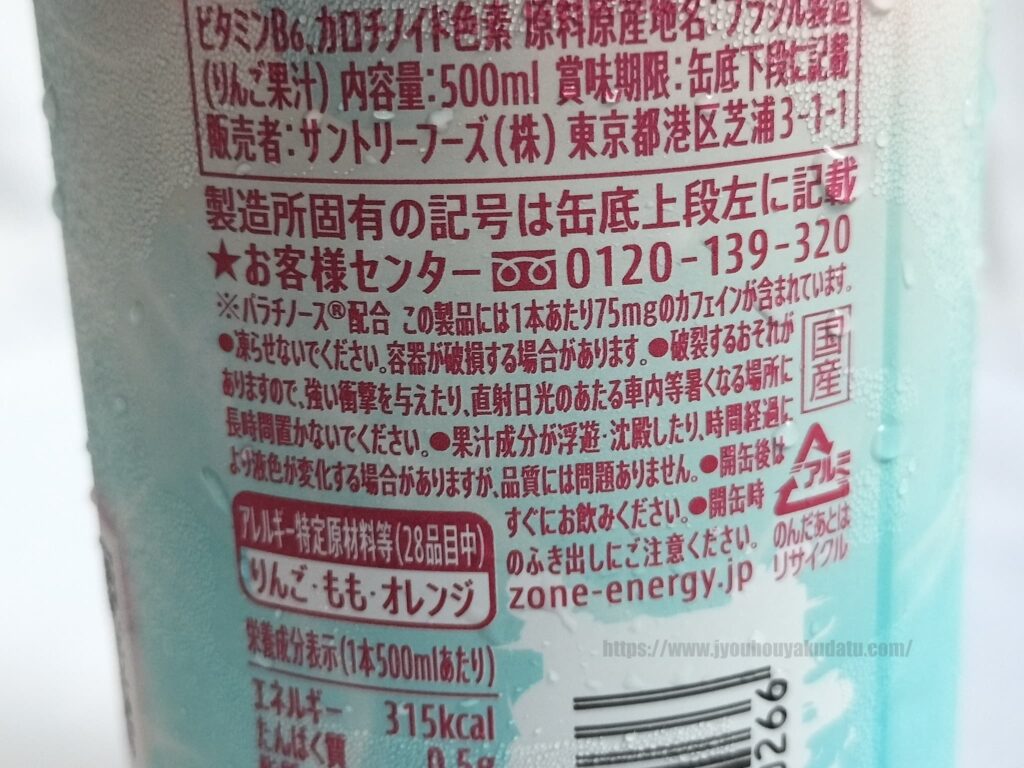 ビタミンB6、カロチノイド色素 原料原産地名:ブラジル製造
(りんご果汁) 内容量:500ml 賞味期限:缶底下段に記載
販売者:サントリーフーズ(株) 東京都港区芝浦3-1-1
製造所固有の記号は缶底上段左に記載
★お客様センター 0120-139-320
※パラチノース®配合 この製品には1本あたり75mgのカフェインが含まれています。
●凍らせないでください。容器が破損する場合があります。●破裂するおそれが
ありますので、強い衝撃を与えたり、直射日光のあたる車内等暑くなる場所に
長時間置かないでください。●果汁成分が浮遊・沈殿したり、時間経過に
より液色が変化する場合がありますが、品質には問題ありません。●開缶後は
すぐにお飲みください。●開缶時
のふき出しにご注意ください。
zone-energy.jp
国産
アルミ
のんだあとは
リサイクル
アレルギー特定原材料等(28品目中)
りんご・もも・オレンジ
栄養成分表示(1本500mlあたり)
エネルギー 315kcal
たんぱく質 0.5g
0266
https://www.jyouhouyakudatu.com/